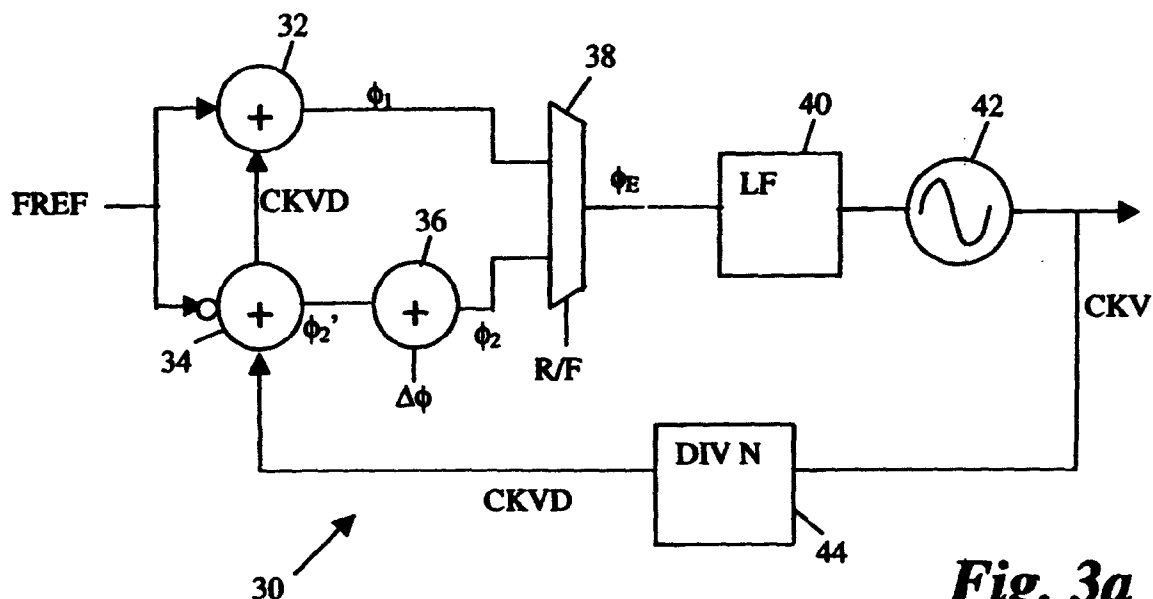 32
38
ϕ1
40
42
+
LF
ϕE
CKVD
FREF
36
+
+
ϕ2'
ϕ2
CKV
34
R/F
Δϕ
DIV N
CKVD
44
30
Fig. 3a